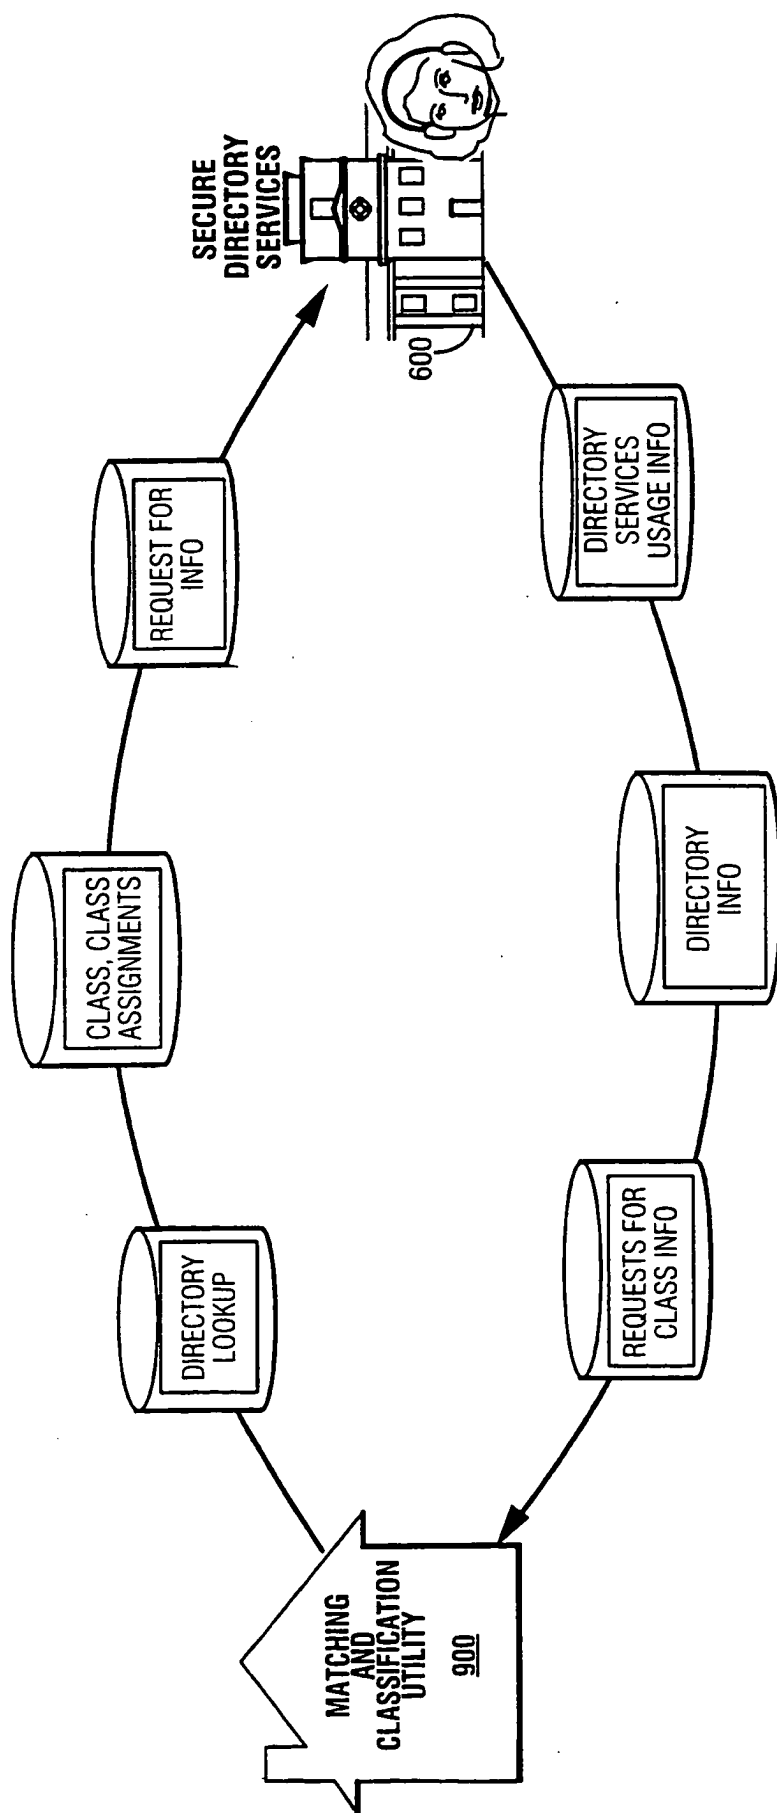 SECURE
DIRECTORY
SERVICES
600
REQUEST FOR
INFO
CLASS, CLASS
ASSIGNMENTS
DIRECTORY
LOOKUP
MATCHING
AND
CLASSIFICATION
UTILITY
900
DIRECTORY
SERVICES
USAGE INFO
DIRECTORY
INFO
REQUESTS FOR
CLASS INFO